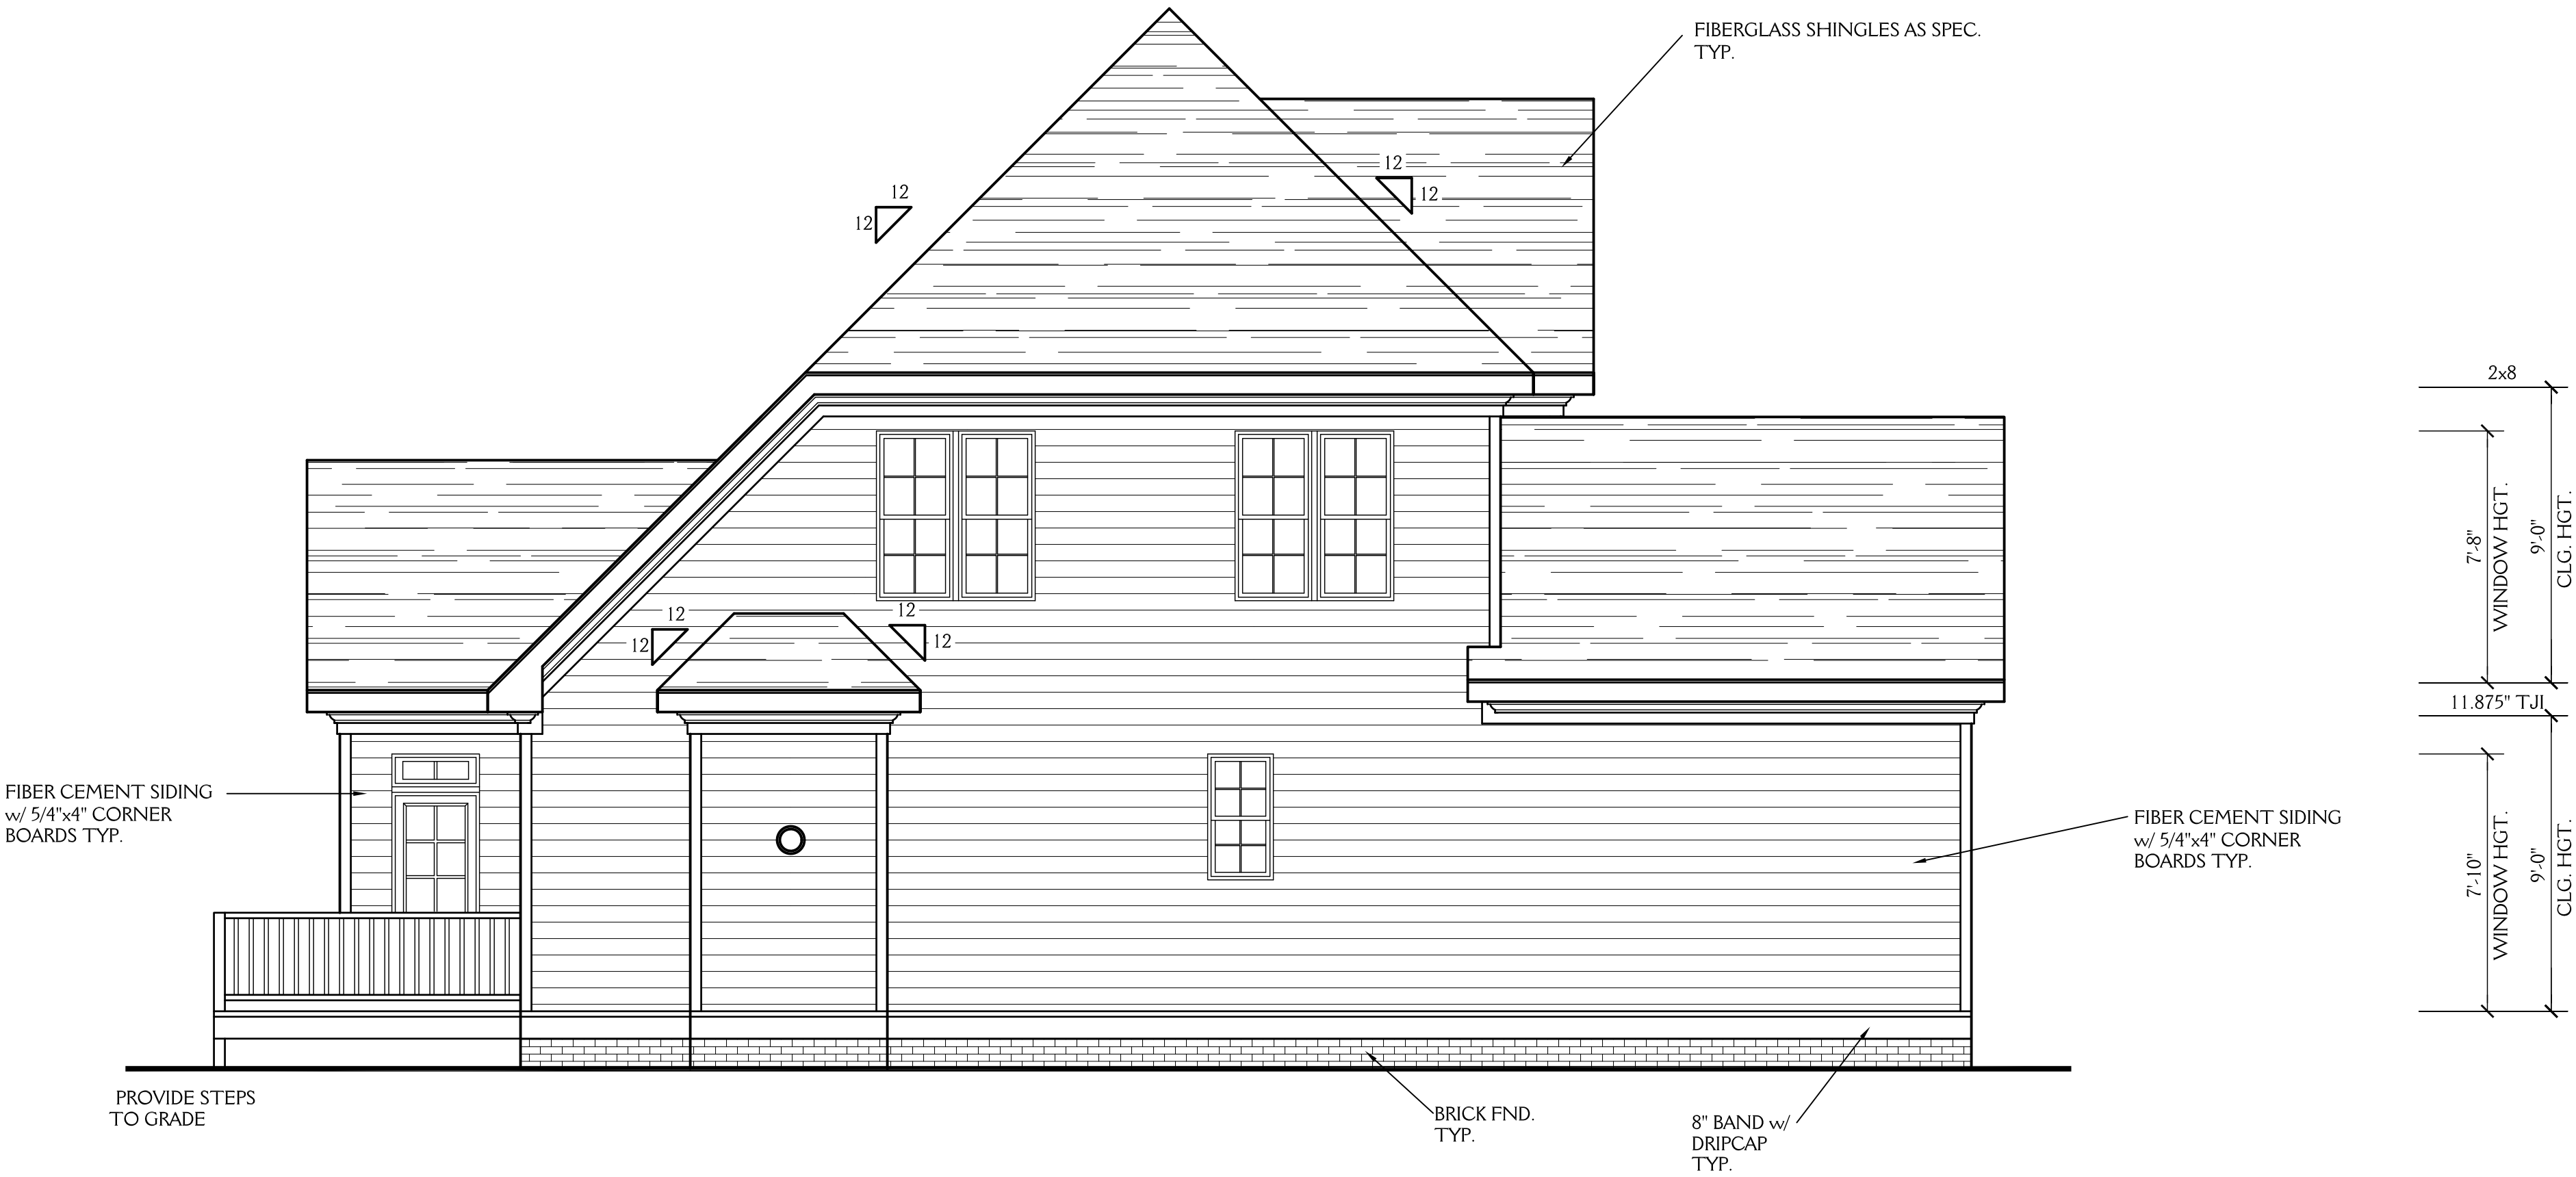 FIBERGLASS SHINGLES AS SPEC.
TYP.
12
12
12
12
2x8
7'-8"
WINDOW HGT.
9'-0"
CLG. HGT.
12
12
12
12
11.875" TJI
FIBER CEMENT SIDING
w/ 5/4"x4" CORNER
BOARDS TYP.
FIBER CEMENT SIDING
w/ 5/4"x4" CORNER
BOARDS TYP.
7'-10"
WINDOW HGT.
9'-0"
CLG. HGT.
PROVIDE STEPS
TO GRADE
BRICK FND.
TYP.
8" BAND w/
DRIPCAP
TYP.